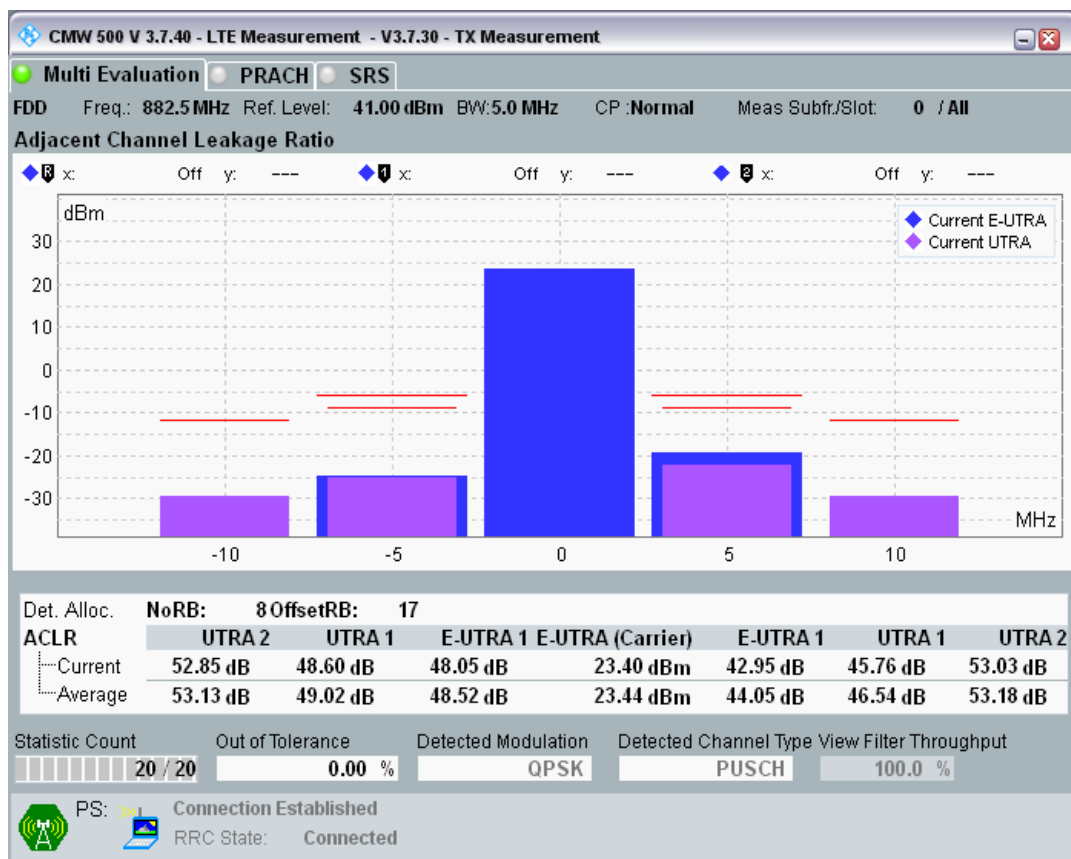 CMW 500 V 3.7.40 - LTE Measurement - V3.7.30 - TX Measurement
Multi Evaluation PRACH SRS
FDD Freq.: 882.5 MHz Ref. Level: 41.00 dBm BW:5.0 MHz CP :Normal Meas Subfr./Slot: 0 / All
Adjacent Channel Leakage Ratio
R x: Off y: --- 1 x: Off y: --- 2 x: Off y: ---
dBm
Current E-UTRA
Current UTRA
30
20
10
0
-10
-20
-30
MHz
-10 -5 0 5 10
Det. Alloc. NoRB: 8 OffsetRB: 17
ACLR UTRA 2 UTRA 1 E-UTRA 1 E-UTRA (Carrier) E-UTRA 1 UTRA 1 UTRA 2
Current 52.85 dB 48.60 dB 48.05 dB 23.40 dBm 42.95 dB 45.76 dB 53.03 dB
Average 53.13 dB 49.02 dB 48.52 dB 23.44 dBm 44.05 dB 46.54 dB 53.18 dB
Statistic Count Out of Tolerance Detected Modulation Detected Channel Type View Filter Throughput
20 / 20 0.00 % QPSK PUSCH 100.0 %
PS: Connection Established
RRC State: Connected